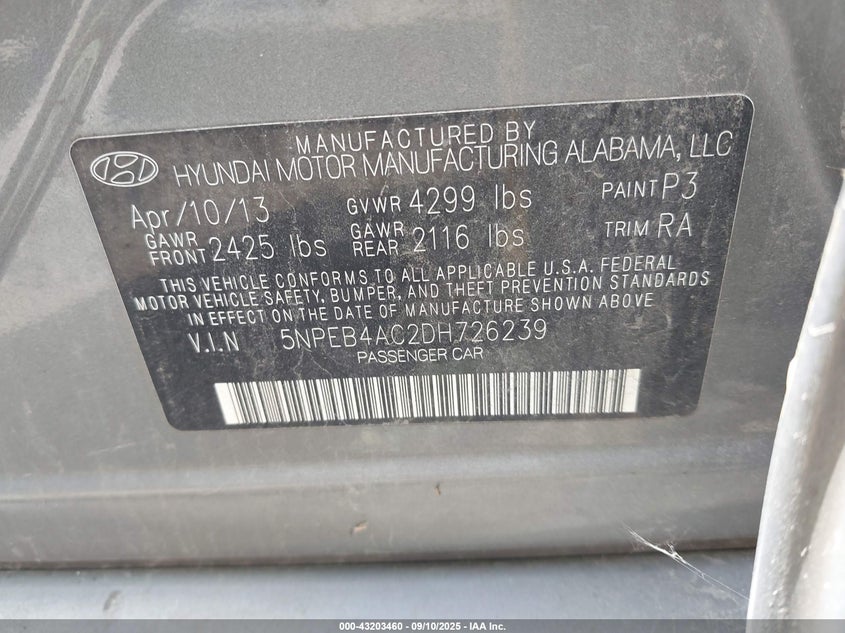 MANUFACTURED BY
HYUNDAI MOTOR MANUFACTURING ALABAMA, LLC
Apr/10/13 GVWR 4299 lbs PAINT P3
GAWR FRONT 2425 lbs GAWR REAR 2116 lbs TRIM RA
THIS VEHICLE CONFORMS TO ALL APPLICABLE U.S.A. FEDERAL
MOTOR VEHICLE SAFETY, BUMPER, AND THEFT PREVENTION STANDARDS
IN EFFECT ON THE DATE OF MANUFACTURE SHOWN ABOVE
V.I.N 5NPEB4AC2DH726239
PASSENGER CAR
000-43203460 - 09/10/2025 - IAA Inc.